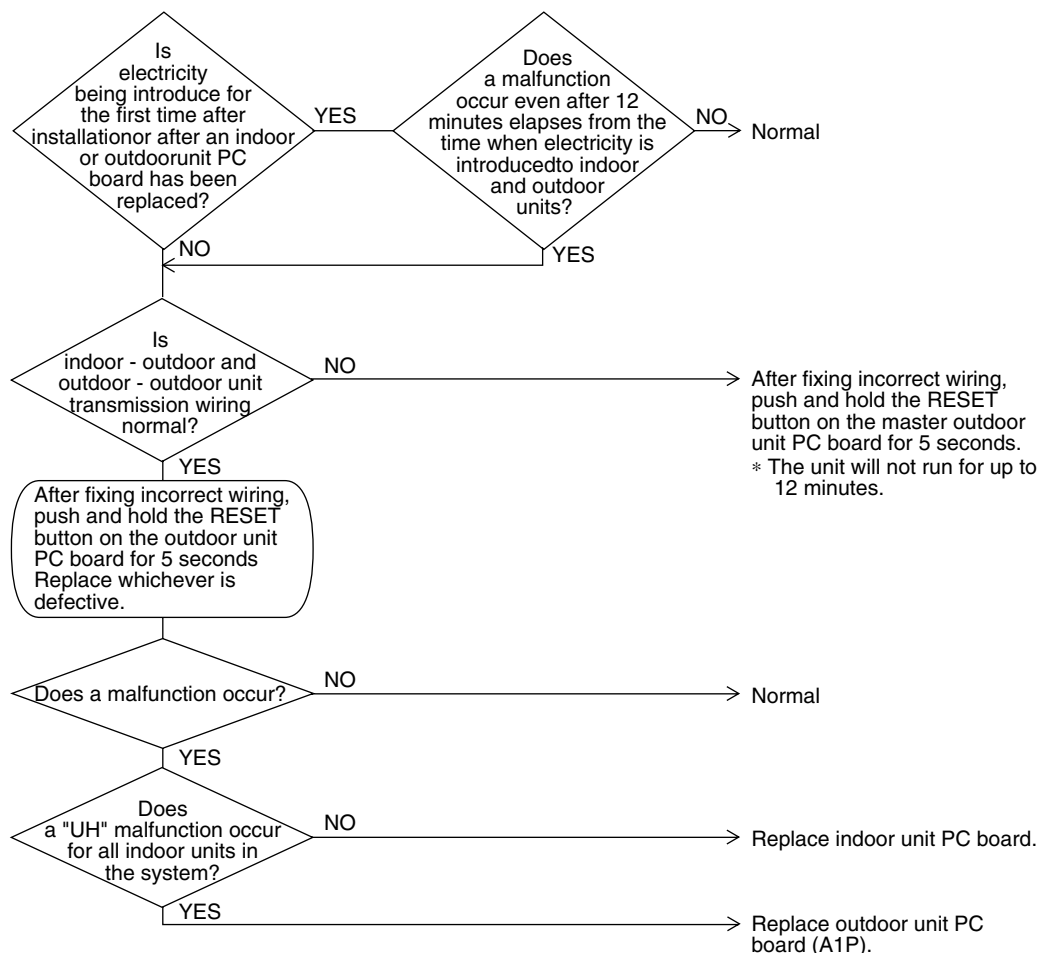 Is
electricity
being introduce for
the first time after
installationor after an indoor
or outdoorunit PC
board has been
replaced?
YES
Does
a malfunction
occur even after 12
minutes elapses from the
time when electricity is
introducedto indoor
and outdoor
units?
NO
Normal
NO
YES
Is
indoor - outdoor and
outdoor - outdoor unit
transmission wiring
normal?
NO
After fixing incorrect wiring,
push and hold the RESET
button on the master outdoor
unit PC board for 5 seconds.
* The unit will not run for up to
12 minutes.
YES
After fixing incorrect wiring,
push and hold the RESET
button on the outdoor unit
PC board for 5 seconds
Replace whichever is
defective.
Does a malfunction occur?
NO
Normal
YES
Does
a "UH" malfunction occur
for all indoor units in
the system?
NO
Replace indoor unit PC board.
YES
Replace outdoor unit PC
board (A1P).